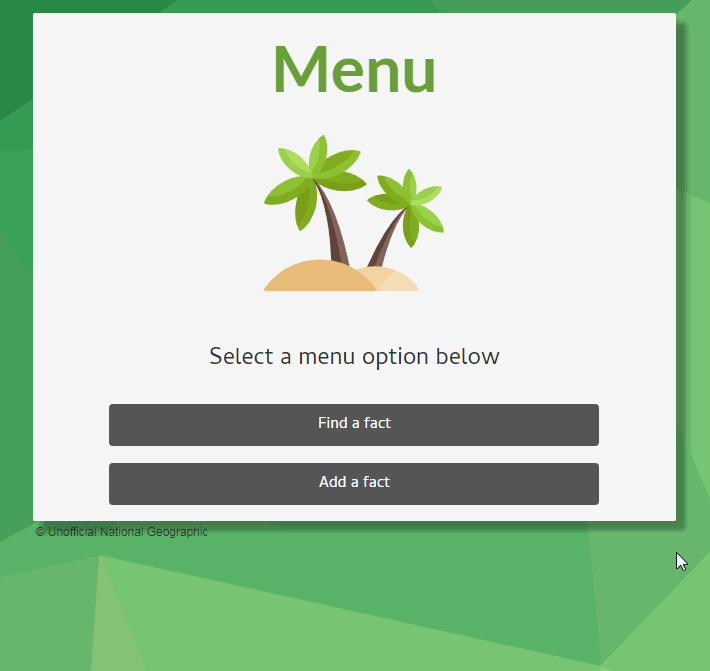 Menu
Select a menu option below
Find a fact
Add a fact
© Unofficial National Geographic